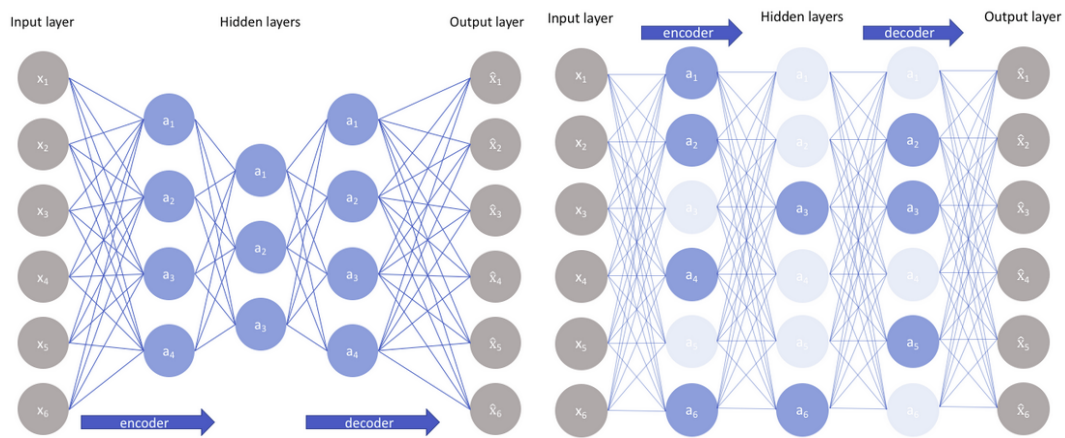 Input layer
Hidden layers
Output layer
x₁
x₂
x₃
x₄
x₅
x₆
a₁
a₂
a₃
a₄
a₁
a₂
a₃
a₁
a₂
a₃
a₄
x̂₁
x̂₂
x̂₃
x̂₄
x̂₅
x̂₆
encoder
decoder
Input layer
Hidden layers
Output layer
encoder
decoder
x₁
x₂
x₃
x₄
x₅
x₆
a₁
a₂
a₄
a₆
a₃
a₆
a₂
a₃
a₅
x̂₁
x̂₂
x̂₃
x̂₄
x̂₅
x̂₆